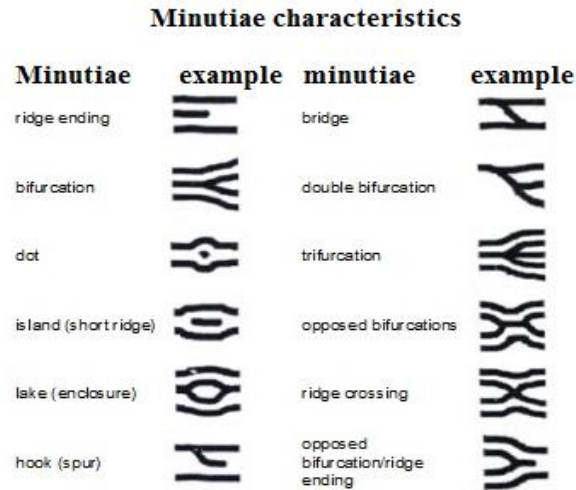 Minutiae characteristics
Minutiae example minutiae example
ridge ending bridge
bifurcation double bifurcation
dot trifurcation
island (short ridge) opposed bifurcations
lake (enclosure) ridge crossing
hook (spur) opposed
bifurcation/ridge
ending